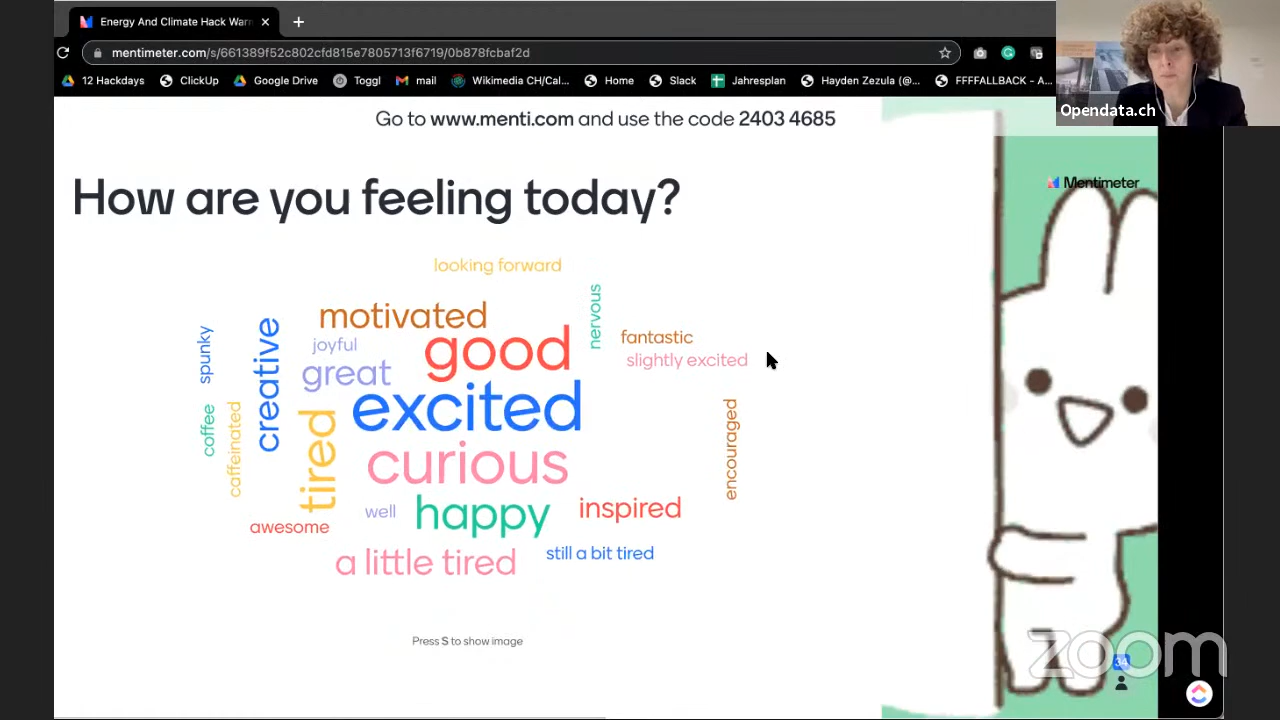 Energy And Climate Hack Warm
mentimeter.com/s/661389f52c802cfd815e7805713f6719/0b878fcbaf2d
12 Hackdays
ClickUp
Google Drive
Toggl
mail
Wikimedia CH/Cal...
Home
Slack
Jahresplan
Hayden Zezula (@...
FFFFALLBACK - A...
Opendata.ch
Go to www.menti.com and use the code 2403 4685
Mentimeter
How are you feeling today?
looking forward
nervous
motivated
spunky
creative
joyful
good
fantastic
slightly excited
great
excited
coffee
caffeinated
tired
encouraged
curious
well
happy
inspired
awesome
a little tired
still a bit tired
Press S to show image
zoom
34